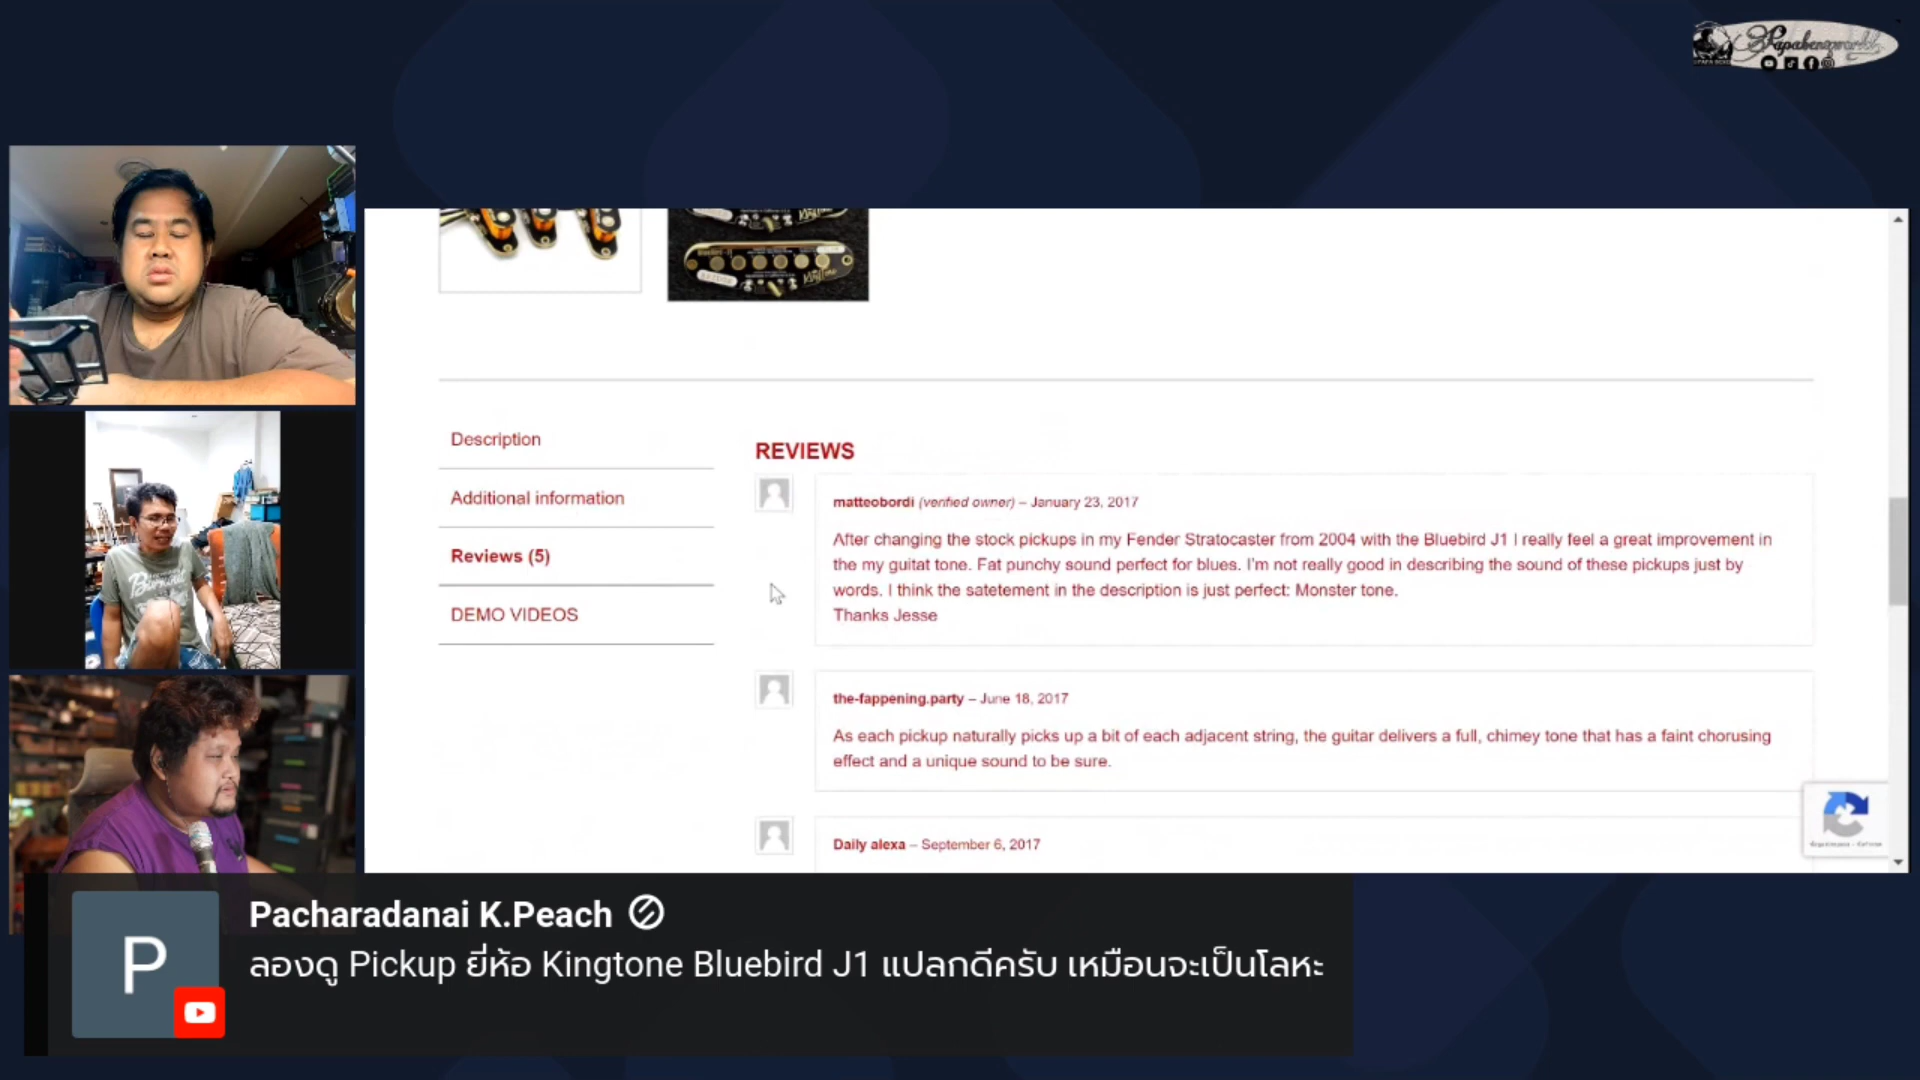 Papabenzworld
Description
Additional information
Reviews (5)
DEMO VIDEOS
REVIEWS
matteobordi (verified owner) – January 23, 2017
After changing the stock pickups in my Fender Stratocaster from 2004 with the Bluebird J1 I really feel a great improvement in
the my guitat tone. Fat punchy sound perfect for blues. I'm not really good in describing the sound of these pickups just by
words. I think the satetement in the description is just perfect: Monster tone.
Thanks Jesse
the-fappening.party – June 18, 2017
As each pickup naturally picks up a bit of each adjacent string, the guitar delivers a full, chimey tone that has a faint chorusing
effect and a unique sound to be sure.
Daily alexa – September 6, 2017
P
Pacharadanai K.Peach
ลองดู Pickup ยี่ห้อ Kingtone Bluebird J1 แปลกดีครับ เหมือนจะเป็นโลหะ